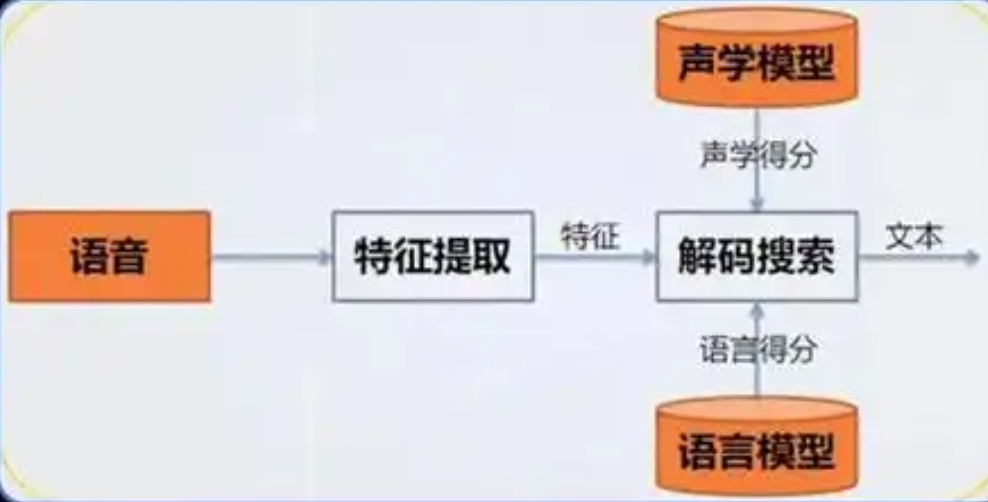 声学模型
声学得分
语音
特征提取
特征
解码搜索
文本
语言得分
语言模型